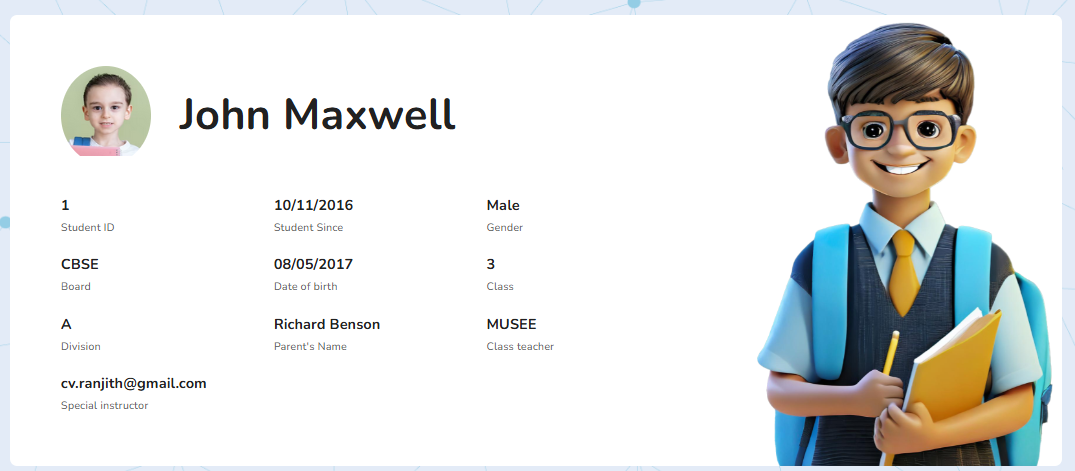 John Maxwell
1 10/11/2016 Male
Student ID Student Since Gender
CBSE 08/05/2017 3
Board Date of birth Class
A Richard Benson MUSEE
Division Parent's Name Class teacher
cv.ranjith@gmail.com
Special instructor